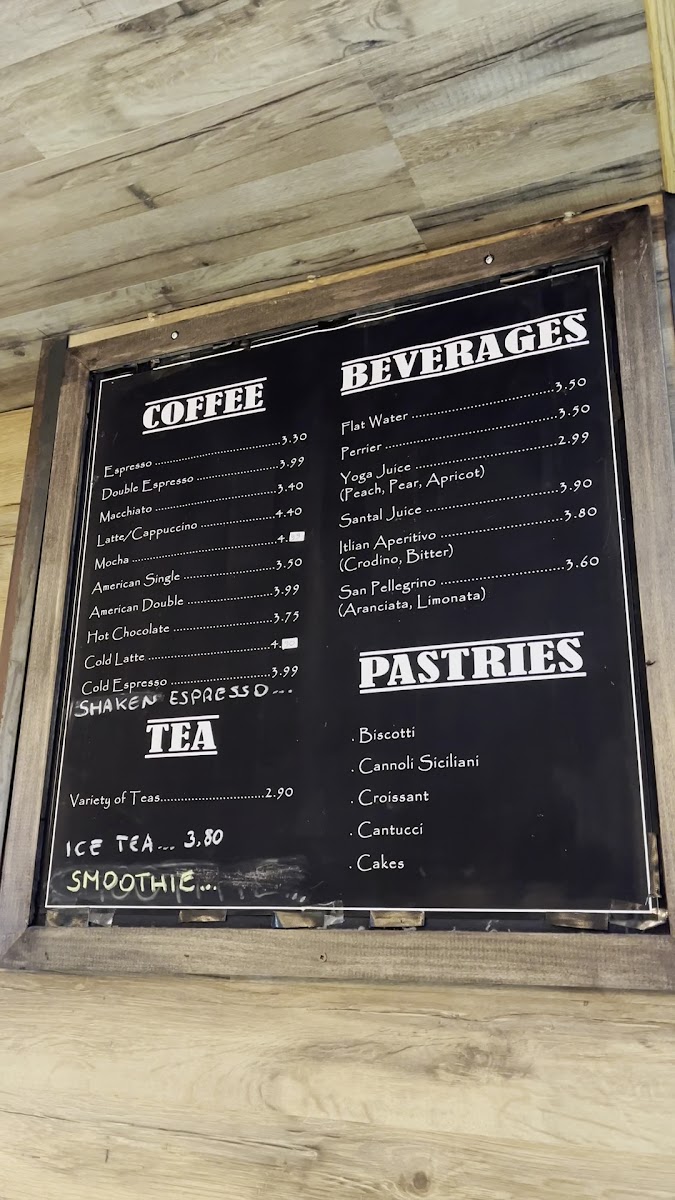 COFFEE
Espresso ................................3.30
Double Espresso .....................3.99
Macchiato ...............................3.40
Latte/Cappuccino ...................4.40
Mocha ....................................4.
American Single .......................3.50
American Double ......................3.99
Hot Chocolate .........................3.75
Cold Latte ...............................4.
Cold Espresso .........................3.99
SHAKEN ESPRESSO...
TEA
Variety of Teas...........................2.90
ICE TEA... 3,80
SMOOTHIE...
BEVERAGES
Flat Water ....................................3.50
Perrier ..........................................3.50
Yoga Juice ....................................2.99
(Peach, Pear, Apricot)
Santal Juice ...................................3.90
Itlian Aperitivo ................................3.80
(Crodino, Bitter)
San Pellegrino ................................3.60
(Aranciata, Limonata)
PASTRIES
. Biscotti
. Cannoli Siciliani
. Croissant
. Cantucci
. Cakes